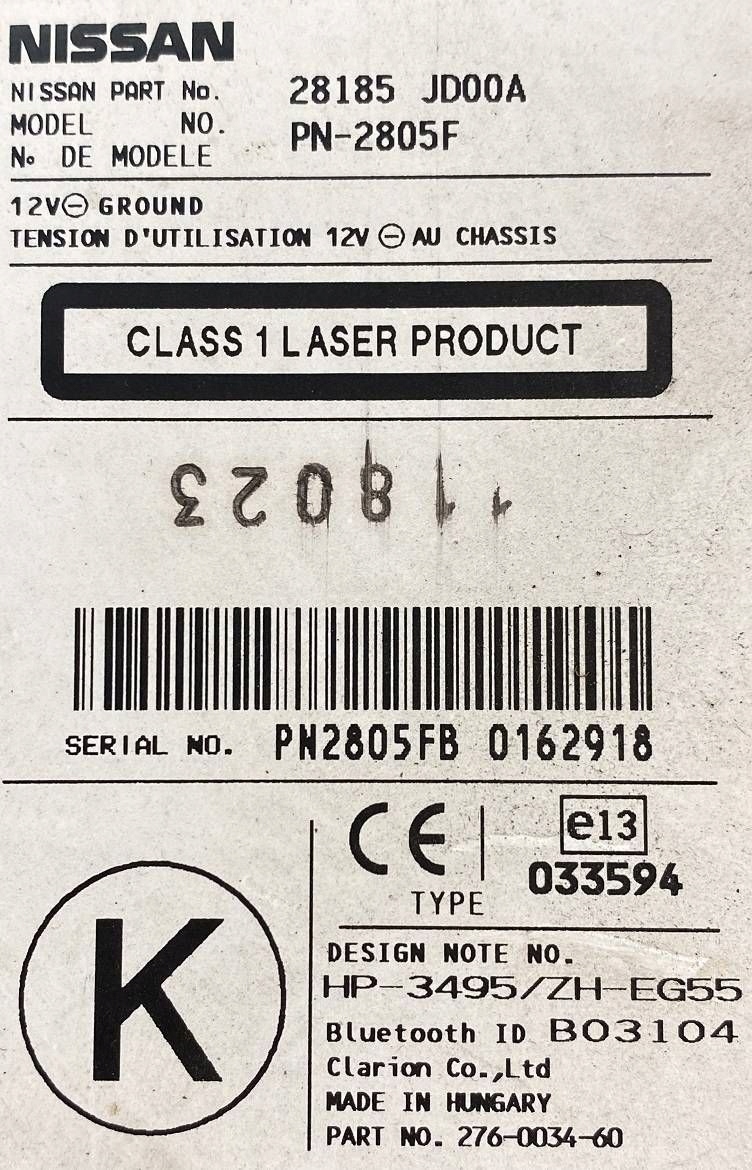 NISSAN
NISSAN PART No. 28185 JD00A
MODEL NO. PN-2805F
No DE MODELE
12V⊖ GROUND
TENSION D'UTILISATION 12V ⊖ AU CHASSIS
CLASS 1 LASER PRODUCT
118023
SERIAL NO. PN2805FB 0162918
CE
e13
TYPE 033594
K
DESIGN NOTE NO.
HP-3495/ZH-EG55
Bluetooth ID B03104
Clarion Co.,Ltd
MADE IN HUNGARY
PART NO. 276-0034-60